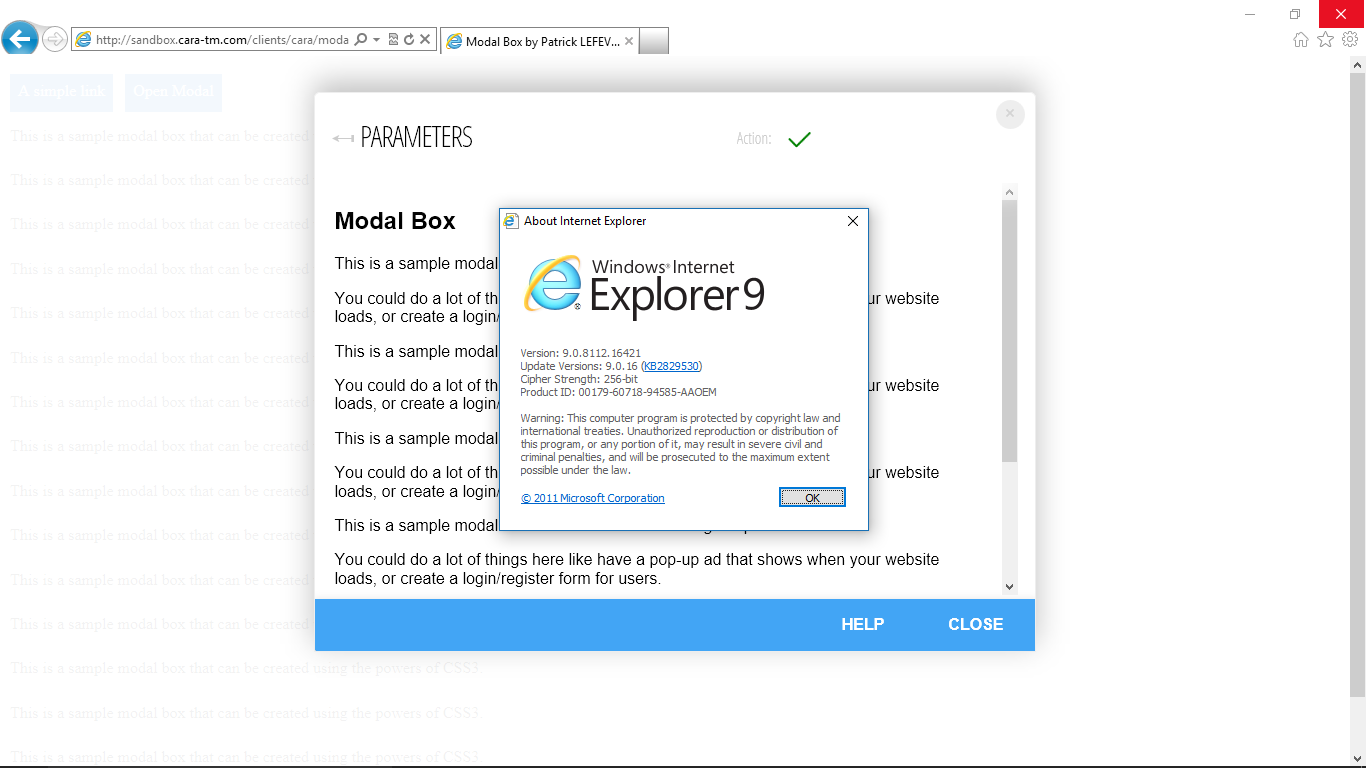 http://sandbox.cara-tm.com/clients/cara/moda
Modal Box by Patrick LEFEV...
A simple link
Open Modal
This is a sample modal box that can be created
This is a sample modal box that can be created
This is a sample modal box that can be created
This is a sample modal box that can be created
This is a sample modal box that can be created
This is a sample modal box that can be created
This is a sample modal box that can be created
This is a sample modal box that can be created
This is a sample modal box that can be created
This is a sample modal box that can be created
This is a sample modal box that can be created
This is a sample modal box that can be created
This is a sample modal box that can be created using the powers of CSS3.
This is a sample modal box that can be created using the powers of CSS3.
This is a sample modal box that can be created using the powers of CSS3.
PARAMETERS
Action:
Modal Box
This is a sample modal
You could do a lot of th
ur website
loads, or create a login/
This is a sample modal
You could do a lot of th
ur website
loads, or create a login/
This is a sample modal
You could do a lot of th
ur website
loads, or create a login/
This is a sample modal
You could do a lot of things here like have a pop-up ad that shows when your website
loads, or create a login/register form for users.
HELP
CLOSE
About Internet Explorer
Windows® Internet
Explorer 9
Version: 9.0.8112.16421
Update Versions: 9.0.16 (KB2829530)
Cipher Strength: 256-bit
Product ID: 00179-60718-94585-AAOEM
Warning: This computer program is protected by copyright law and
international treaties. Unauthorized reproduction or distribution of
this program, or any portion of it, may result in severe civil and
criminal penalties, and will be prosecuted to the maximum extent
possible under the law.
© 2011 Microsoft Corporation
OK